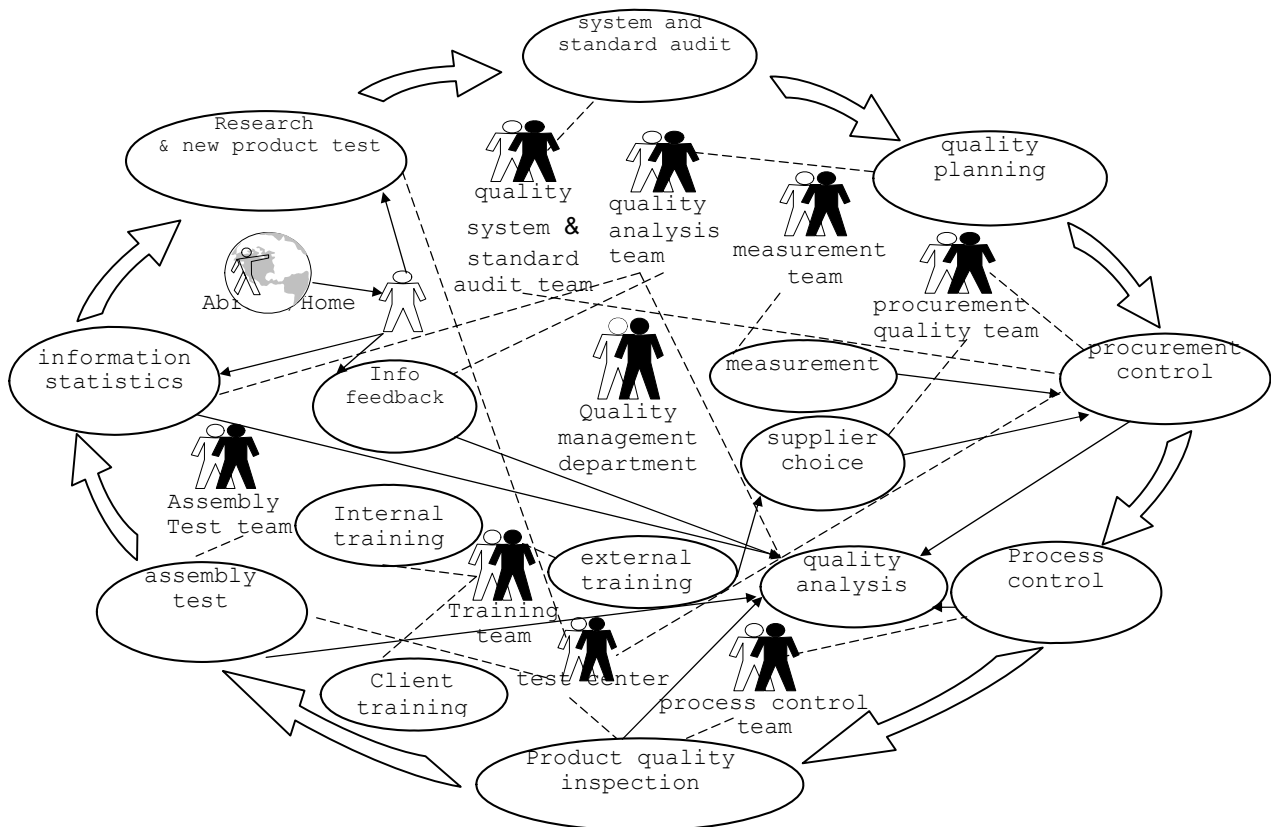 system and
standard audit
Research
& new product test
quality
planning
quality
system &
standard
audit team
quality
analysis
team
measurement
team
procurement
quality team
Home
information
statistics
Info
feedback
Quality
management
department
measurement
procurement
control
supplier
choice
Assembly
Test team
Internal
training
external
training
quality
analysis
Process
control
assembly
test
Training
team
test center
Client
training
process control
team
Product quality
inspection